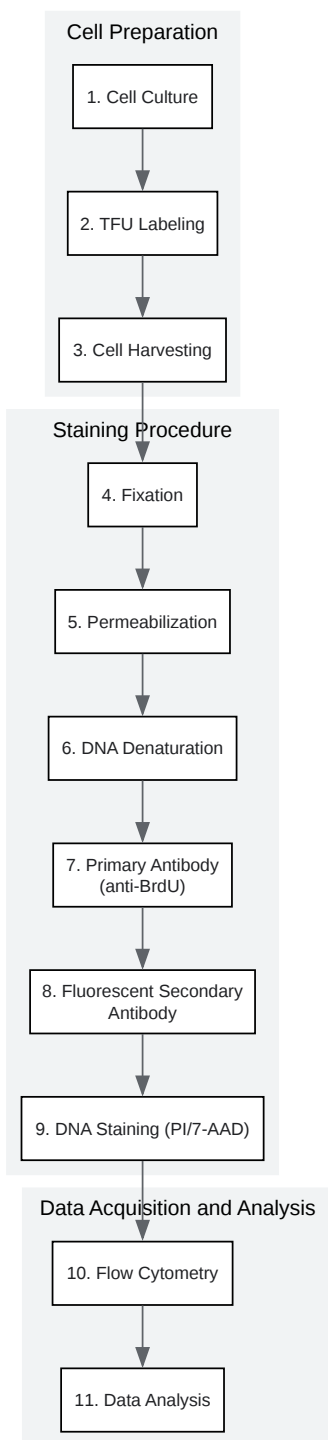 Cell Preparation
1. Cell Culture
2. TFU Labeling
3. Cell Harvesting
Staining Procedure
4. Fixation
5. Permeabilization
6. DNA Denaturation
7. Primary Antibody
(anti-BrdU)
8. Fluorescent Secondary
Antibody
9. DNA Staining (PI/7-AAD)
Data Acquisition and Analysis
10. Flow Cytometry
11. Data Analysis